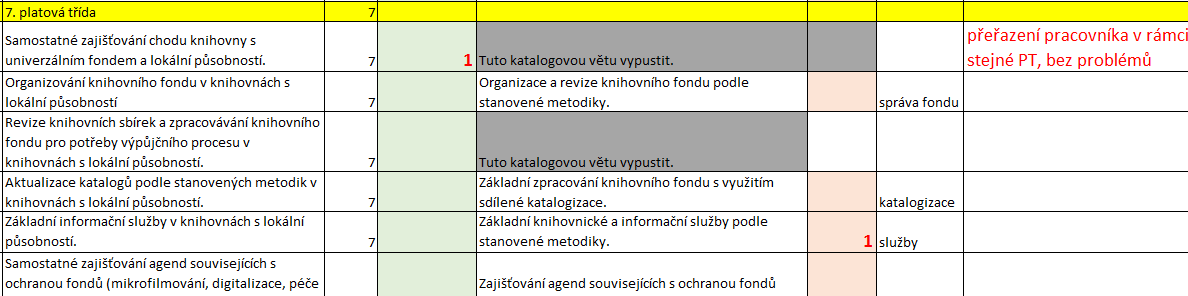 7. platová třída 7
Samostatné zajišťování chodu knihovny s
univerzálním fondem a lokální působností. 7 1 Tuto katalogovou větu vypustit.
přeřazení pracovníka v rámci
stejné PT, bez problémů
Organizování knihovního fondu v knihovnách s
lokální působností 7
Organizace a revize knihovního fondu podle
stanovené metodiky.
správa fondu
Revize knihovních sbírek a zpracovávání knihovního
fondu pro potřeby výpůjčního procesu v
knihovnách s lokální působností. 7 Tuto katalogovou větu vypustit.
Aktualizace katalogů podle stanovených metodik v
knihovnách s lokální působností. 7
Základní zpracování knihovního fondu s využitím
sdílené katalogizace.
katalogizace
Základní informační služby v knihovnách s lokální
působností. 7
Základní knihovnické a informační služby podle
stanovené metodiky.
1 služby
Samostatné zajišťování agend souvisejících s
ochranou fondů (mikrofilmování, digitalizace, péče
Zajišťování agend souvisejících s ochranou fondů